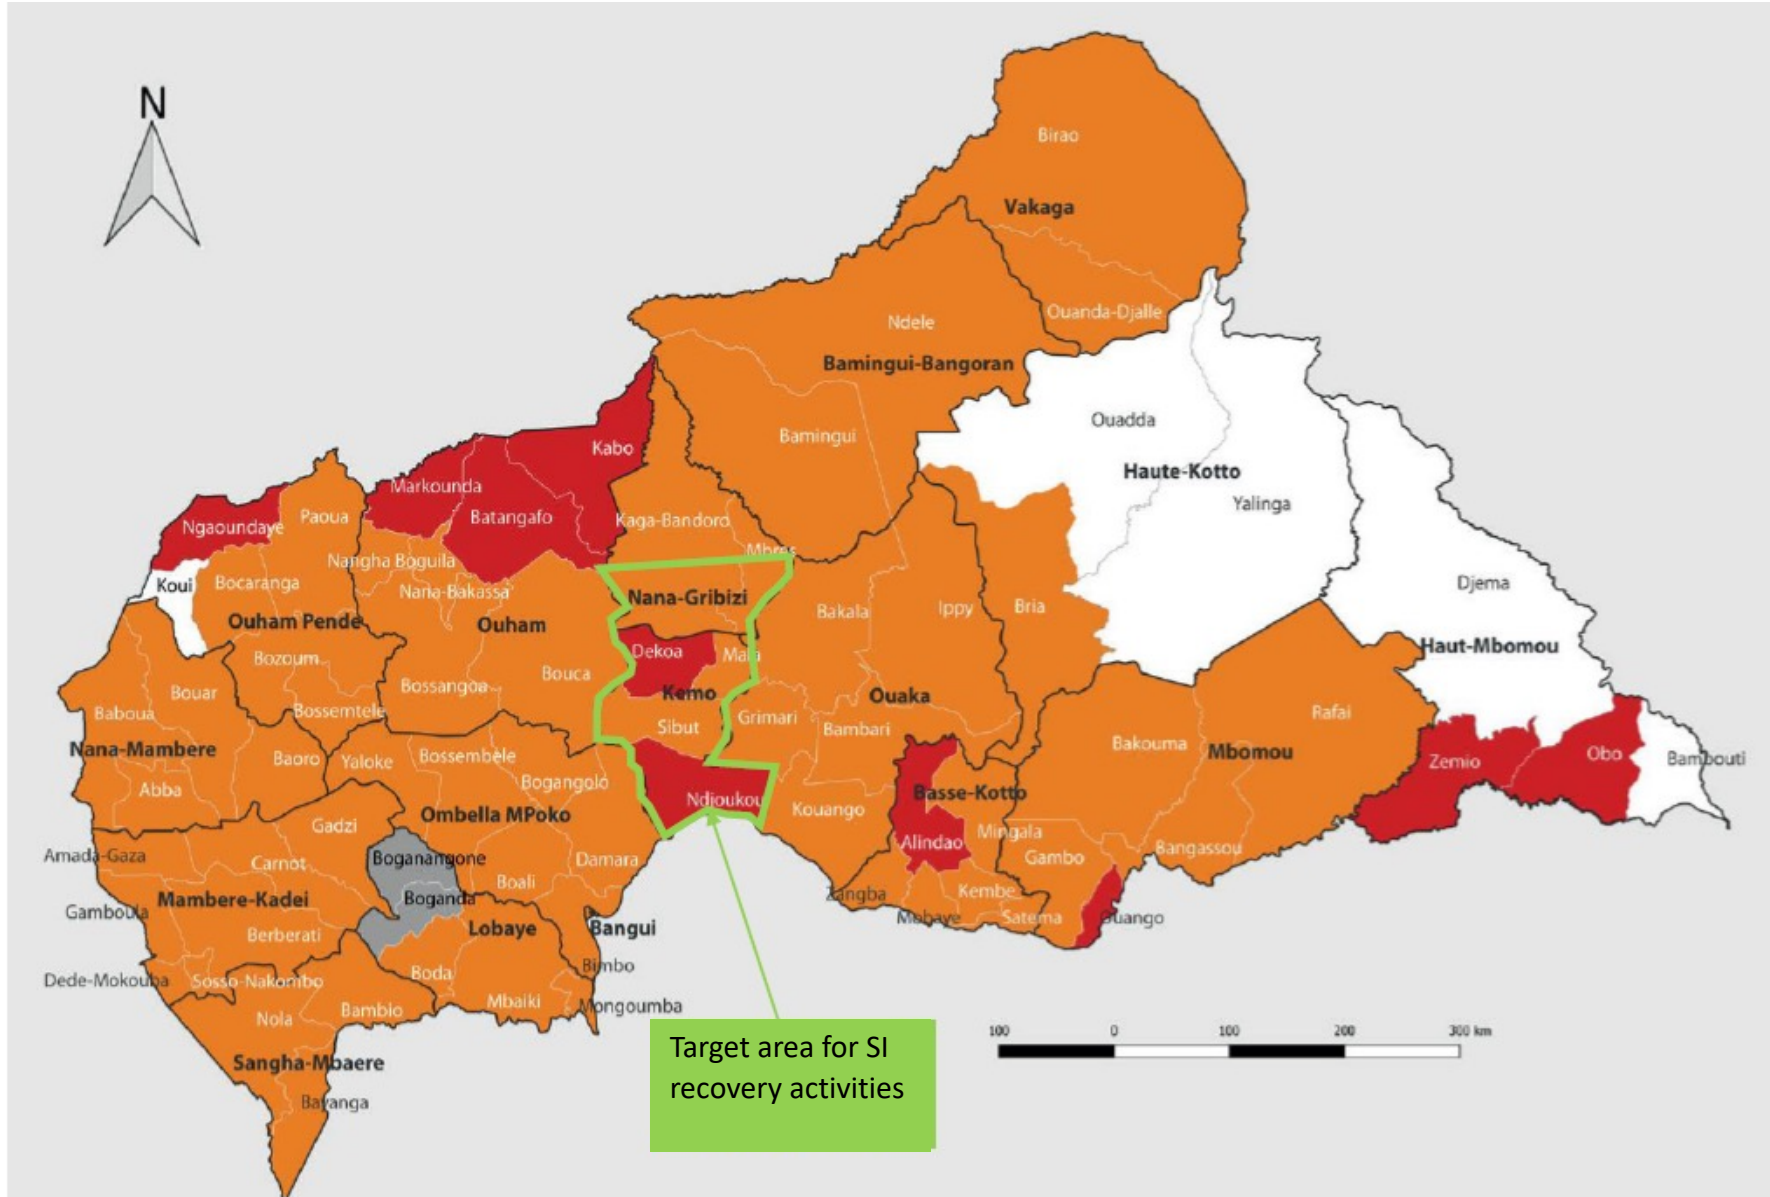 N
Birao
Vakaga
Ouanda-Djalle
Ndele
Bamingui-Bangoran
Ouadda
Kabo
Bamingui
Haute-Kotto
Markounda
Yalinga
Batangafo
Ngaoundaye
Paoua
Kaga-Bandoro
Mbres
Nangha Boguila
Koui
Bocaranga
Djema
Nana-Bakassa
Nana-Gribizi
Bakala
Ippy
Bria
Ouham Pende
Ouham
Haut-Mbomou
Dekoa
Mala
Bozoum
Bouca
Bossangoa
Bouar
Kemo
Ouaka
Baboua
Bossemtele
Sibut
Grimari
Rafai
Bambari
Nana-Mambere
Bakouma
Mbomou
Baoro
Yaloke
Bossembele
Obo
Bambouti
Zemio
Bogangolo
Abba
Basse-Kotto
Ndjoukou
Kouango
Ombella MPoko
Gadzi
Mingala
Alindao
Amada-Gaza
Boganangone
Carnot
Damara
Gambo
Bangassou
Boali
Zangba
Kembe
Mambere-Kadei
Boganda
Gamboula
Mobaye
Satema
Ouango
Lobaye
Bangui
Berberati
Bimbo
Dede-Mokouba
Sosso-Nakombo
Boda
Mbaiki
Mongoumba
Bambio
Nola
100 0 100 200 300 km
Target area for SI
recovery activities
Sangha-Mbaere
Bayanga